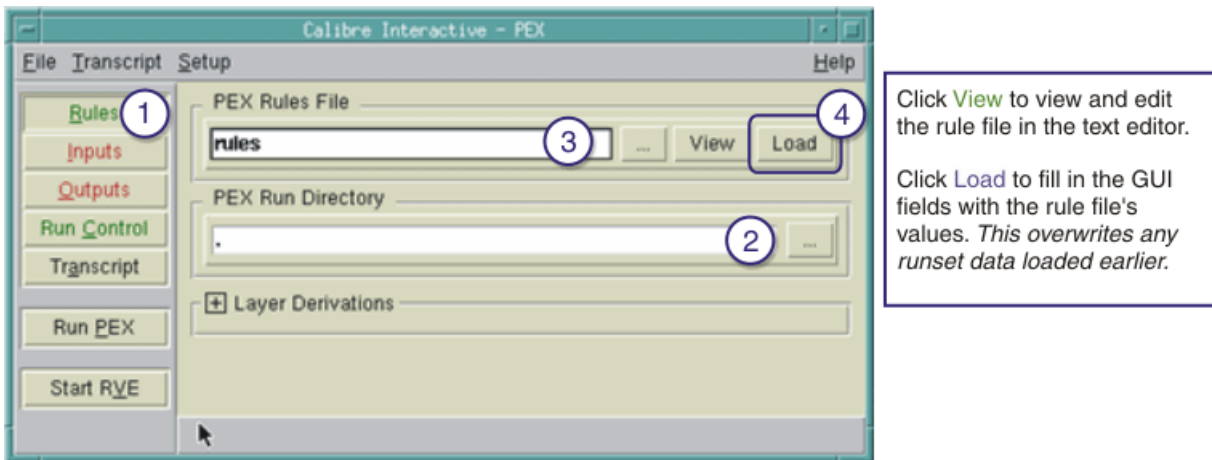 Calibre Interactive - PEX
File Transcript Setup Help
Rules 1
PEX Rules File
4
rules 3 ... View Load
Inputs
Outputs
PEX Run Directory
Run Control
. 2 ...
Transcript
+ Layer Derivations
Run PEX
Start RVE
Click View to view and edit
the rule file in the text editor.
Click Load to fill in the GUI
fields with the rule file's
values. This overwrites any
runset data loaded earlier.